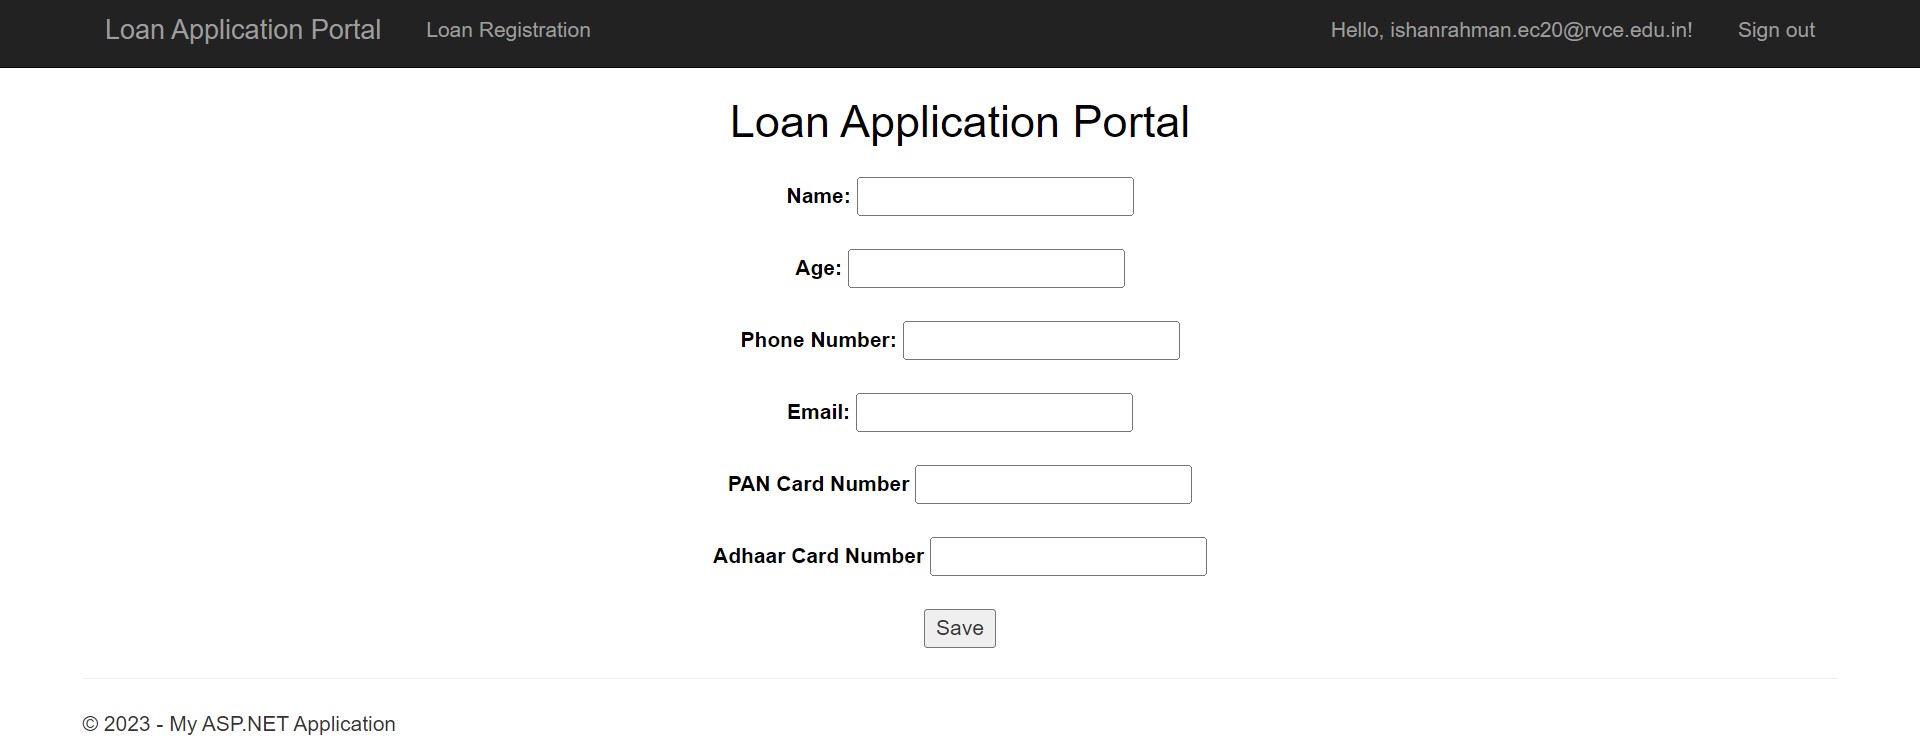 Loan Application Portal Loan Registration Hello, ishanrahman.ec20@rvce.edu.in! Sign out
Loan Application Portal
Name:
Age:
Phone Number:
Email:
PAN Card Number
Adhaar Card Number
Save
© 2023 - My ASP.NET Application